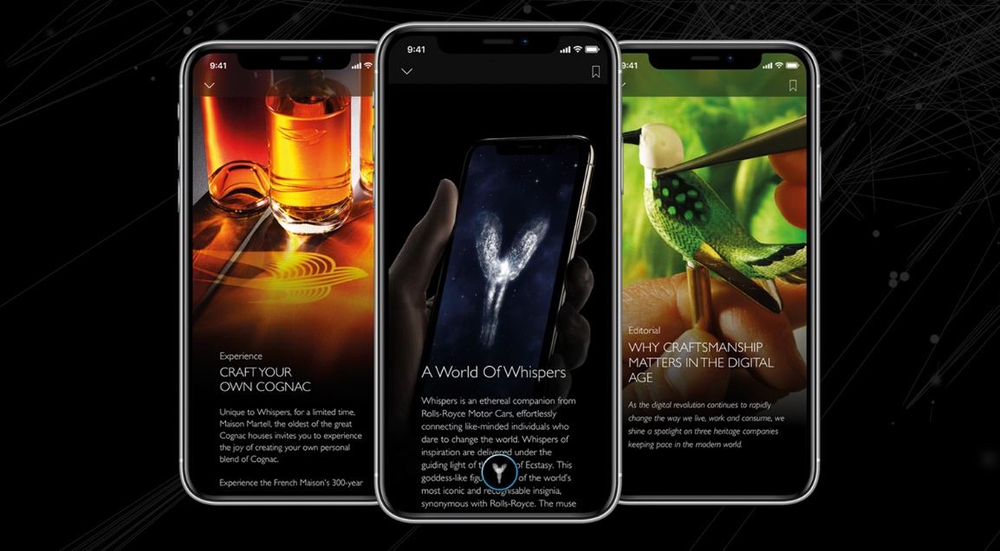 9:41
Experience
CRAFT YOUR
OWN COGNAC
Unique to Whispers, for a limited time,
Maison Martell, the oldest of the great
Cognac houses invites you to experience
the joy of creating your own personal
blend of Cognac.
Experience the French Maison's 300-year
9:41
A World Of Whispers
Whispers is an ethereal companion from
Rolls-Royce Motor Cars, effortlessly
connecting like-minded individuals who
dare to change the world. Whispers of
inspiration are delivered under the
guiding light of of Ecstasy. This
goddess-like of the world's
most iconic and recognisable insignia,
synonymous with Rolls-Royce. The muse
9:41
Editorial
WHY CRAFTSMANSHIP
MATTERS IN THE DIGITAL
AGE
As the digital revolution continues to rapidly
change the way we live, work and consume, we
shine a spotlight on three heritage companies
keeping pace in the modern world.